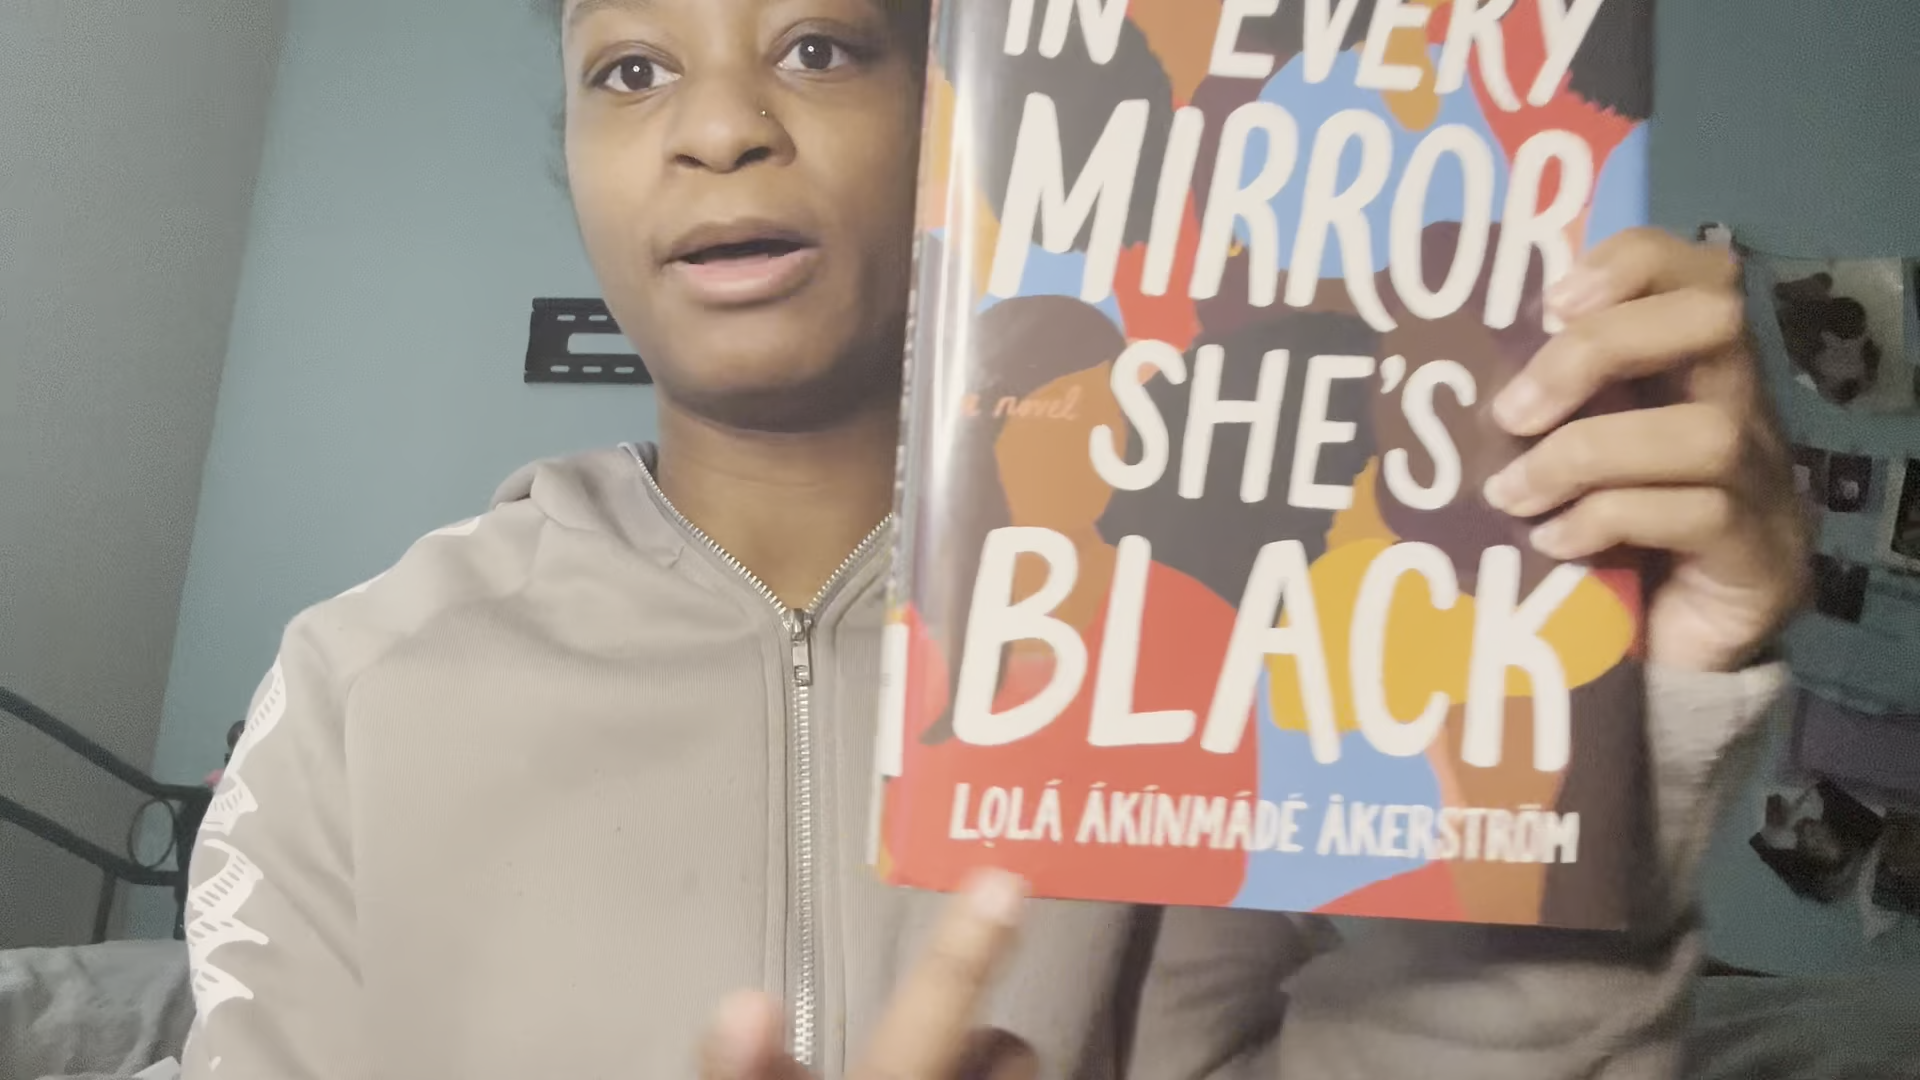 IN EVERY
MIRROR
a novel
SHE'S
BLACK
LỌLÁ ÁKÍNMÁDÉ ÅKERSTRÖM